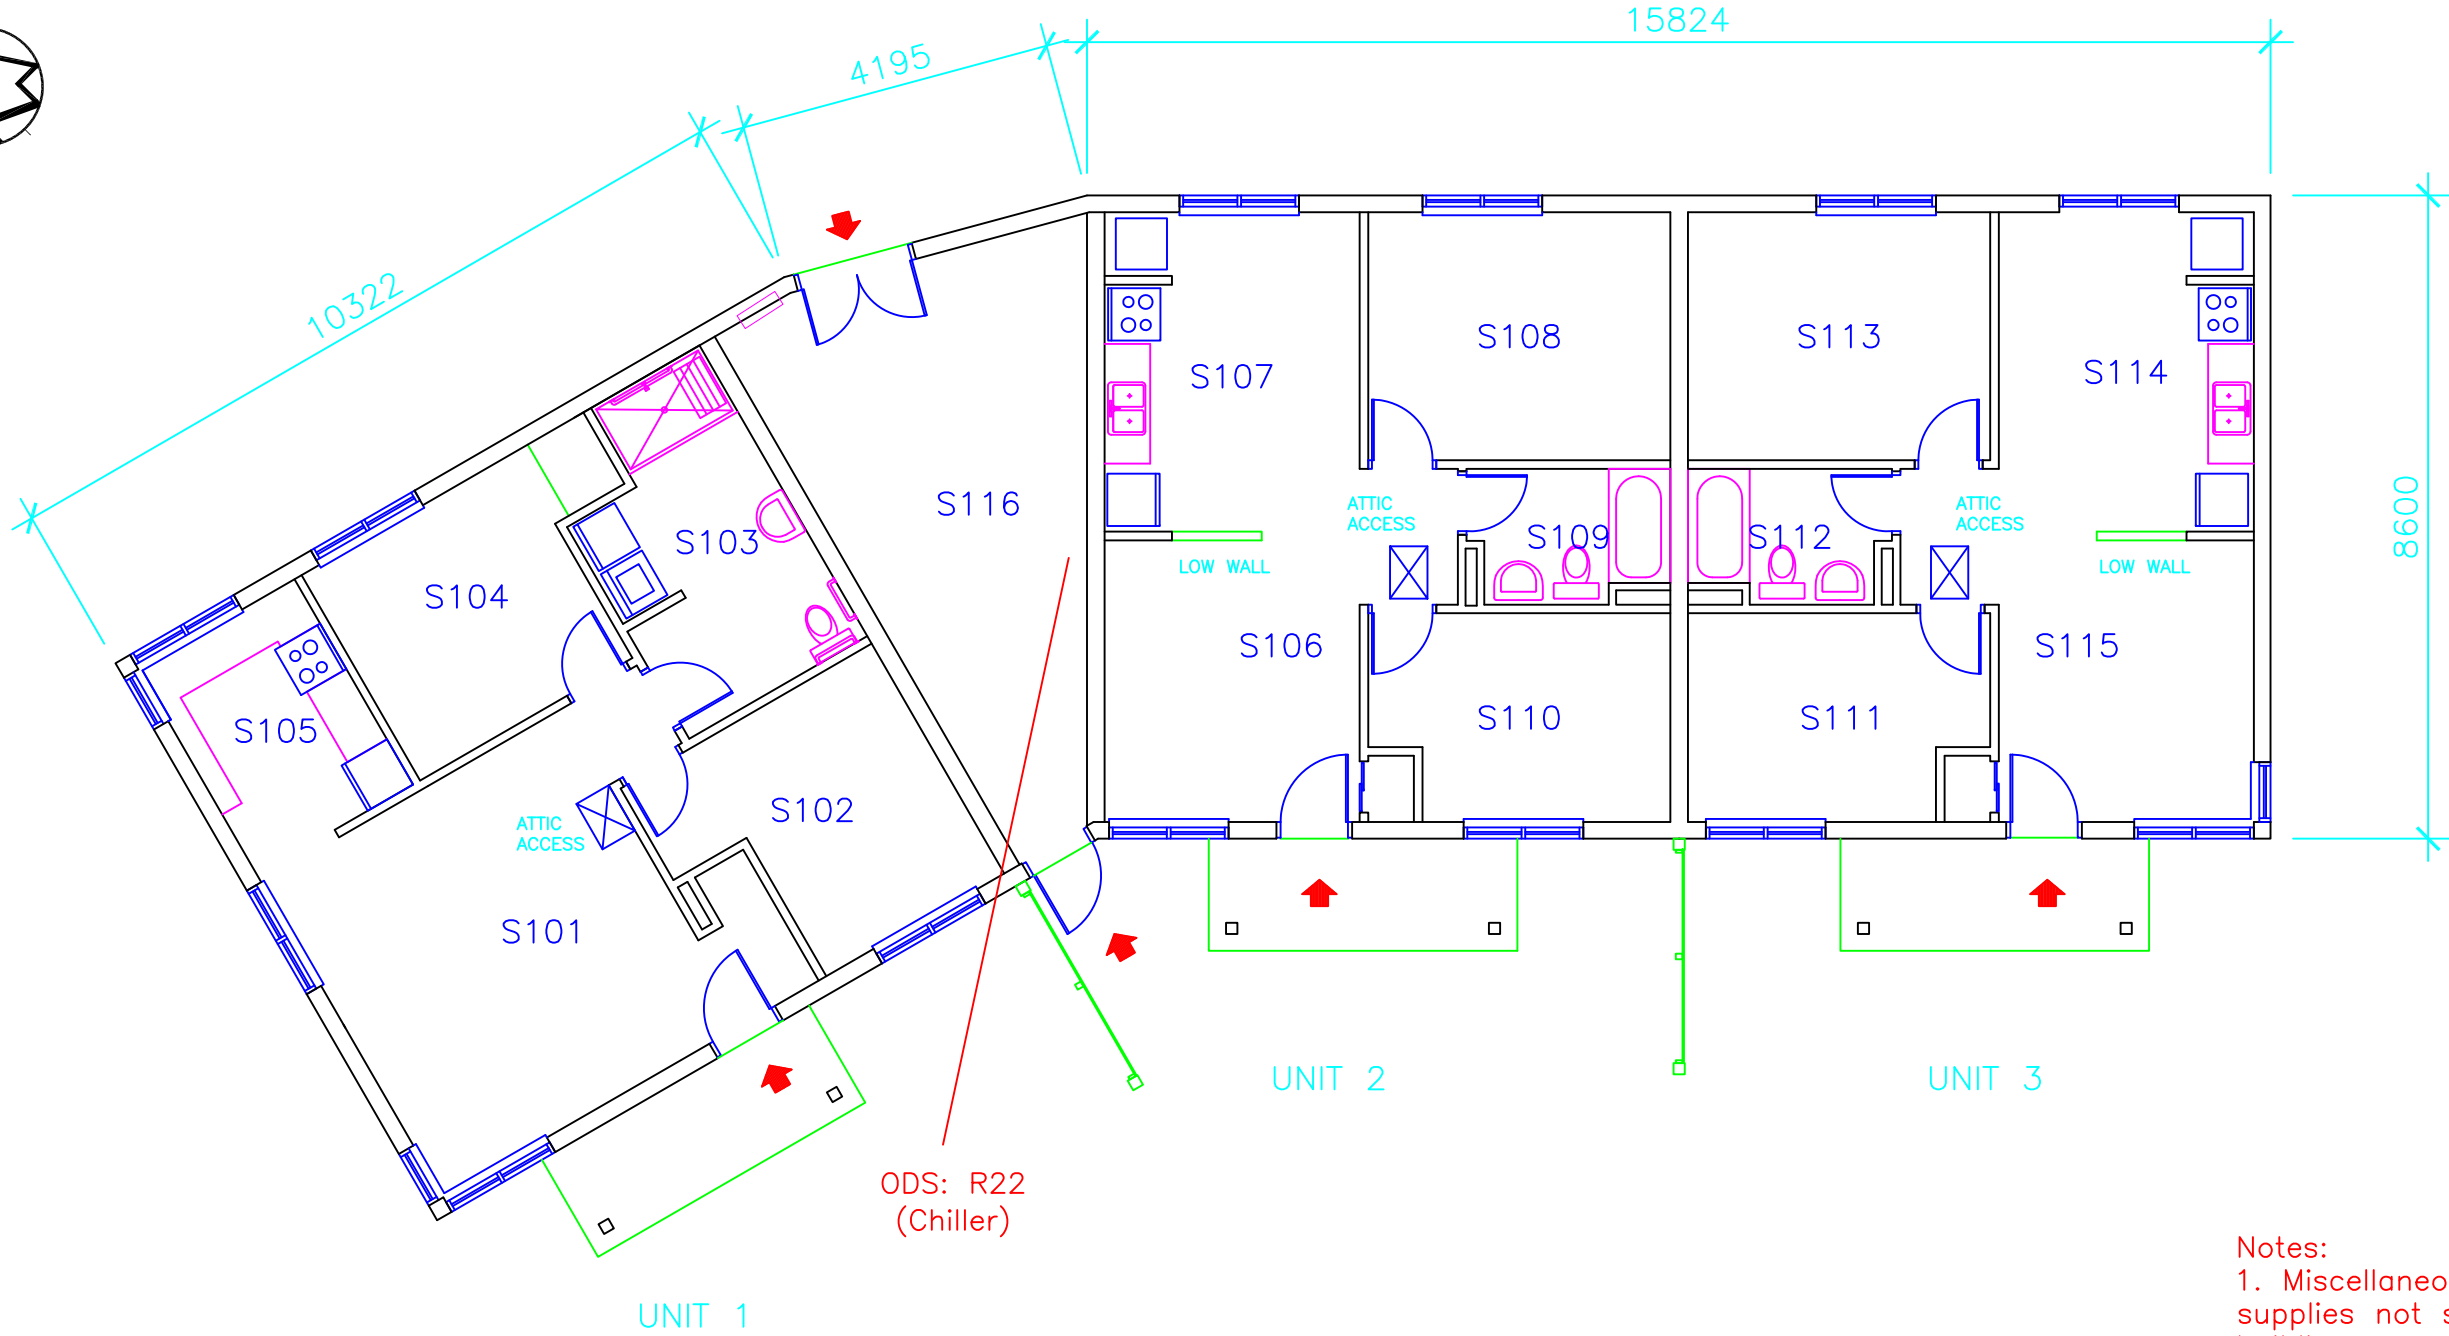 15824
4195
10322
8600
S108
S113
S107
S114
S116
ATTIC
ACCESS
ATTIC
ACCESS
S109
S112
S103
LOW WALL
LOW WALL
S104
S106
S115
S105
S110
S111
S102
ATTIC
ACCESS
S101
UNIT 2
UNIT 3
ODS: R22
(Chiller)
UNIT 1
Notes:
1. Miscellaneo
supplies not s